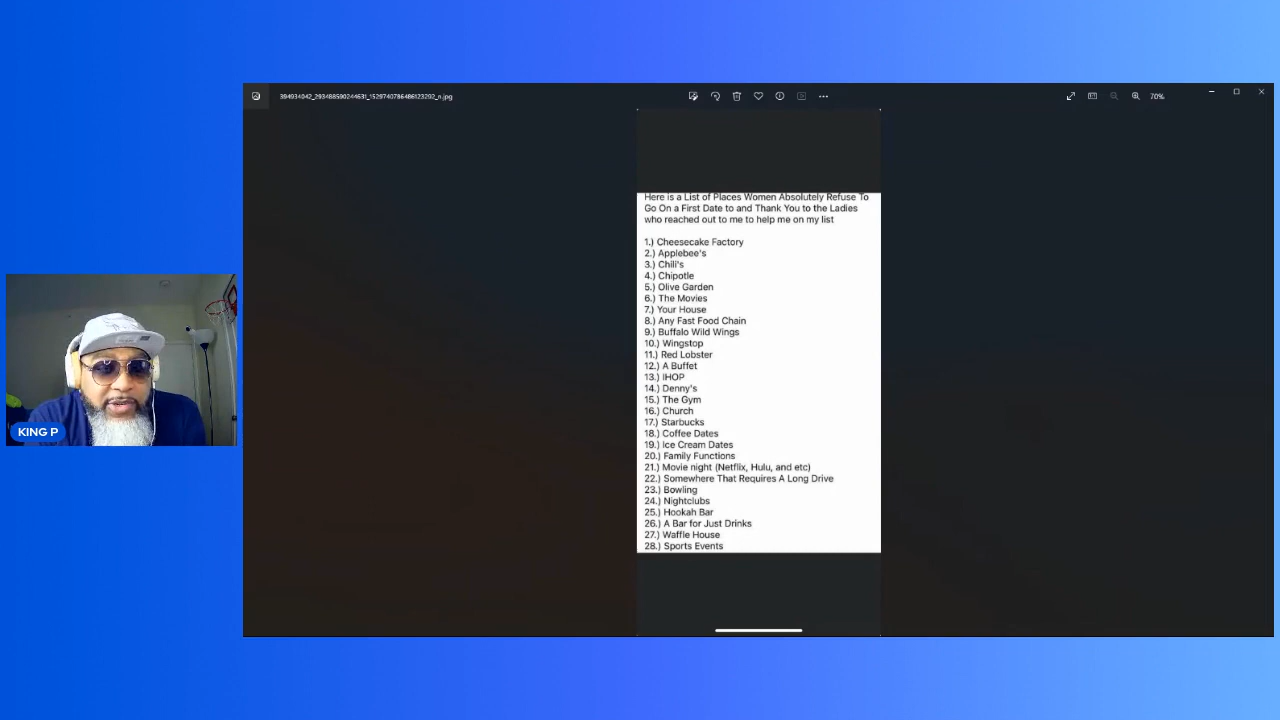 394934042_293488590244631_1529740786486123292_n.jpg
70%
Here is a List of Places Women Absolutely Refuse To
Go On a First Date to and Thank You to the Ladies
who reached out to me to help me on my list
1.) Cheesecake Factory
2.) Applebee's
3.) Chili's
4.) Chipotle
5.) Olive Garden
6.) The Movies
7.) Your House
8.) Any Fast Food Chain
9.) Buffalo Wild Wings
10.) Wingstop
11.) Red Lobster
12.) A Buffet
13.) IHOP
14.) Denny's
15.) The Gym
16.) Church
17.) Starbucks
18.) Coffee Dates
19.) Ice Cream Dates
20.) Family Functions
21.) Movie night (Netflix, Hulu, and etc)
22.) Somewhere That Requires A Long Drive
23.) Bowling
24.) Nightclubs
25.) Hookah Bar
26.) A Bar for Just Drinks
27.) Waffle House
28.) Sports Events
KING P